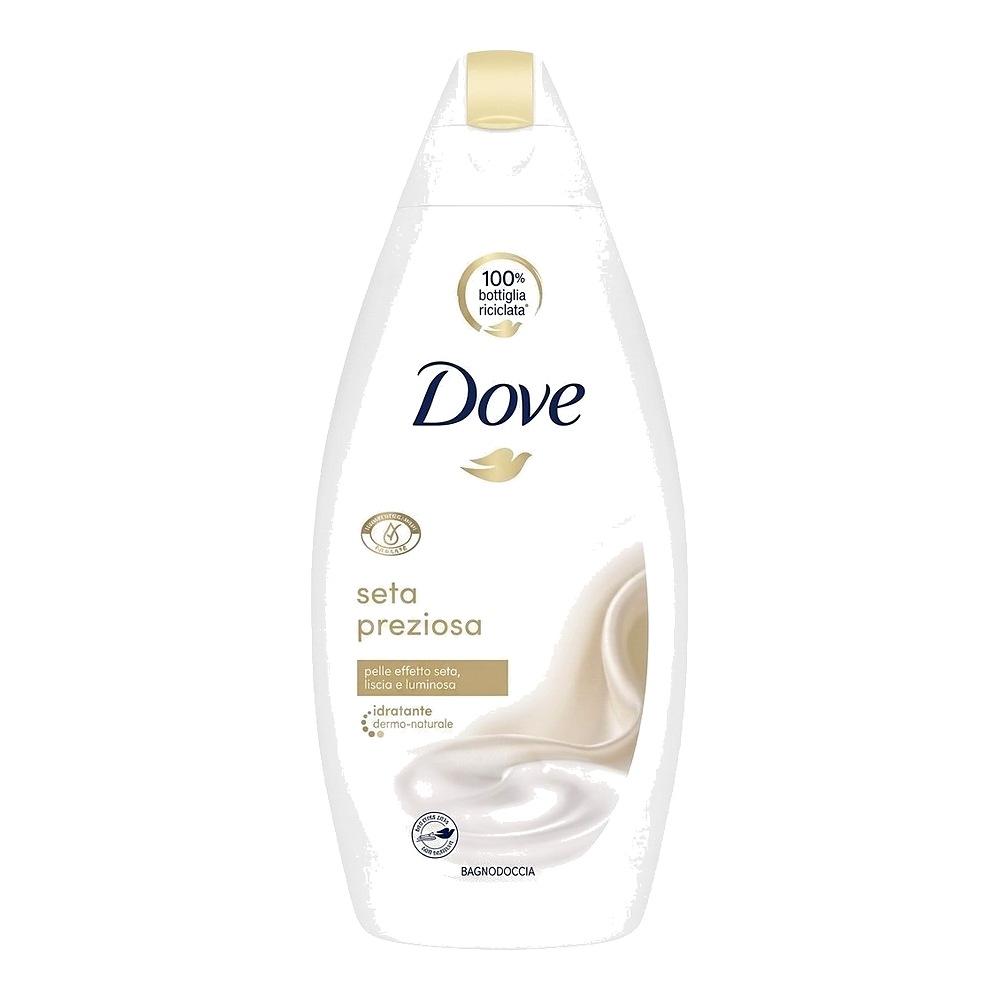 100%
bottiglia
riciclata*
Dove
seta
preziosa
pelle effetto seta,
liscia e luminosa
idratante
dermo-naturale
BAGNODOCCIA